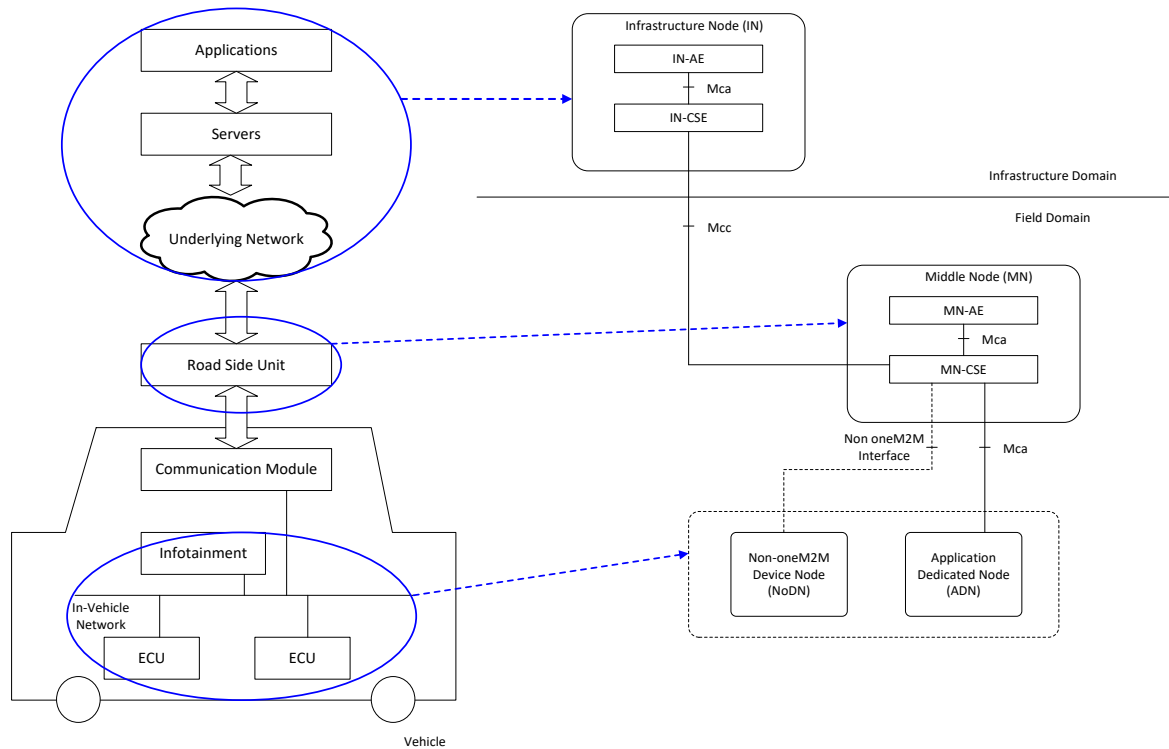 Applications
Servers
Underlying Network
Road Side Unit
Communication Module
Infotainment
In-Vehicle
Network
ECU
ECU
Vehicle
Infrastructure Node (IN)
IN-AE
Mca
IN-CSE
Infrastructure Domain
Field Domain
Mcc
Middle Node (MN)
MN-AE
Mca
MN-CSE
Non oneM2M
Interface
Mca
Non-oneM2M
Device Node
(NoDN)
Application
Dedicated Node
(ADN)